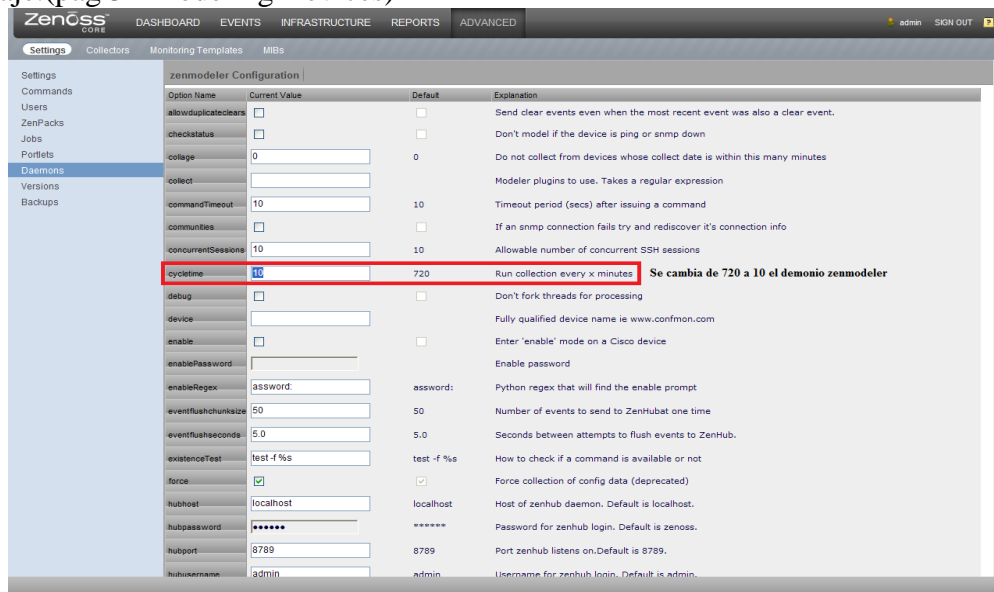 Zenoss CORE DASHBOARD EVENTS INFRASTRUCTURE REPORTS ADVANCED admin SIGN OUT ?
Settings Collectors Monitoring Templates MIBs
Settings
Commands
Users
ZenPacks
Jobs
Portlets
Daemons
Versions
Backups
zenmodeler Configuration
Option Name Current Value Default Explanation
allowduplicateclears Send clear events even when the most recent event was also a clear event.
checkstatus Don't model if the device is ping or snmp down
collage 0 0 Do not collect from devices whose collect date is within this many minutes
collect Modeler plugins to use. Takes a regular expression
commandTimeout 10 10 Timeout period (secs) after issuing a command
communities If an snmp connection fails try and rediscover it's connection info
concurrentSessions 10 10 Allowable number of concurrent SSH sessions
cycletime 10 720 Run collection every x minutes Se cambia de 720 a 10 el demonio zenmodeler
debug Don't fork threads for processing
device Fully qualified device name ie www.confmon.com
enable Enter 'enable' mode on a Cisco device
enablePassword Enable password
enableRegex assword: assword: Python regex that will find the enable prompt
eventflushchunksize 50 50 Number of events to send to ZenHubat one time
eventflushseconds 5.0 5.0 Seconds between attempts to flush events to ZenHub.
existenceTest test -f %s test -f %s How to check if a command is available or not
force Force collection of config data (deprecated)
hubhost localhost localhost Host of zenhub daemon. Default is localhost.
hubpassword •••••• ****** Password for zenhub login. Default is zenoss.
hubport 8789 8789 Port zenhub listens on.Default is 8789.
hubusername admin admin Username for zenhub login. Default is admin.